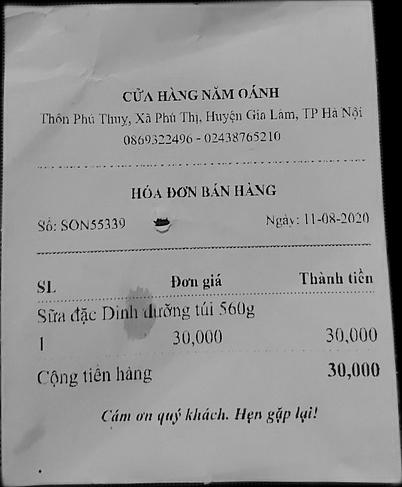 CỬA HÀNG NĂM OÁNH
Thôn Phú Thuỵ, Xã Phú Thị, Huyện Gia Lâm, TP Hà Nội
0869322496 - 02438765210
HÓA ĐƠN BÁN HÀNG
Số: SON55339 Ngày: 11-08-2020
SL Đơn giá Thành tiền
Sữa đặc Dinh dưỡng túi 560g
1 30,000 30,000
Cộng tiền hàng 30,000
Cám ơn quý khách. Hẹn gặp lại!